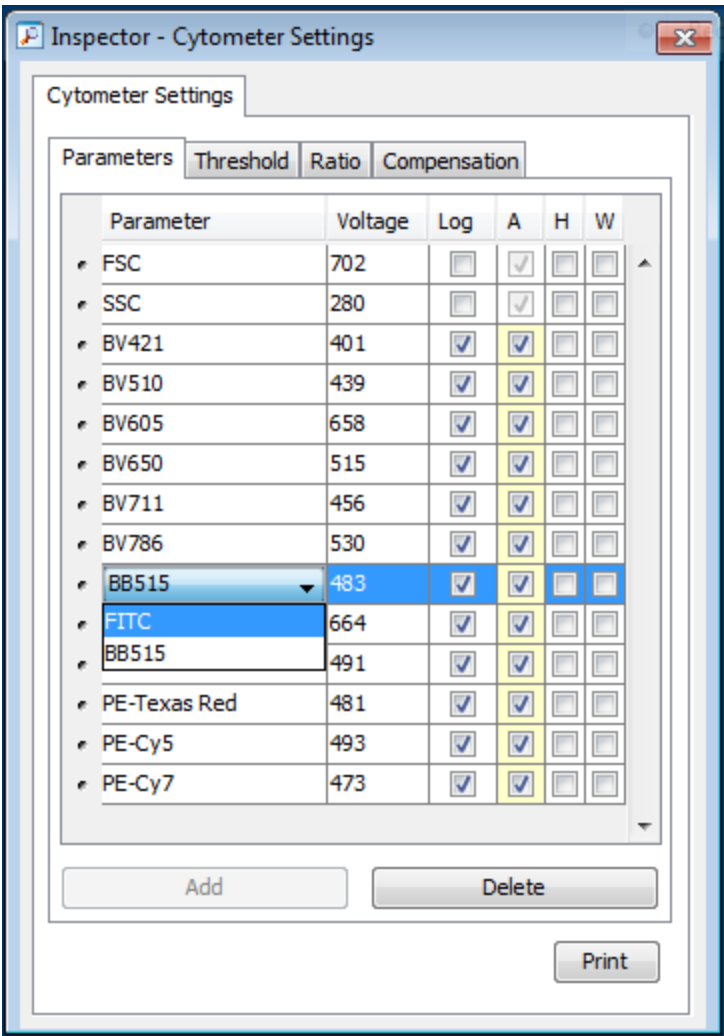 Inspector - Cytometer Settings
Cytometer Settings
Parameters Threshold Ratio Compensation
Parameter Voltage Log A H W
FSC 702
SSC 280
BV421 401
BV510 439
BV605 658
BV650 515
BV711 456
BV786 530
BB515 483
FITC 664
BB515 491
PE-Texas Red 481
PE-Cy5 493
PE-Cy7 473
Add Delete
Print